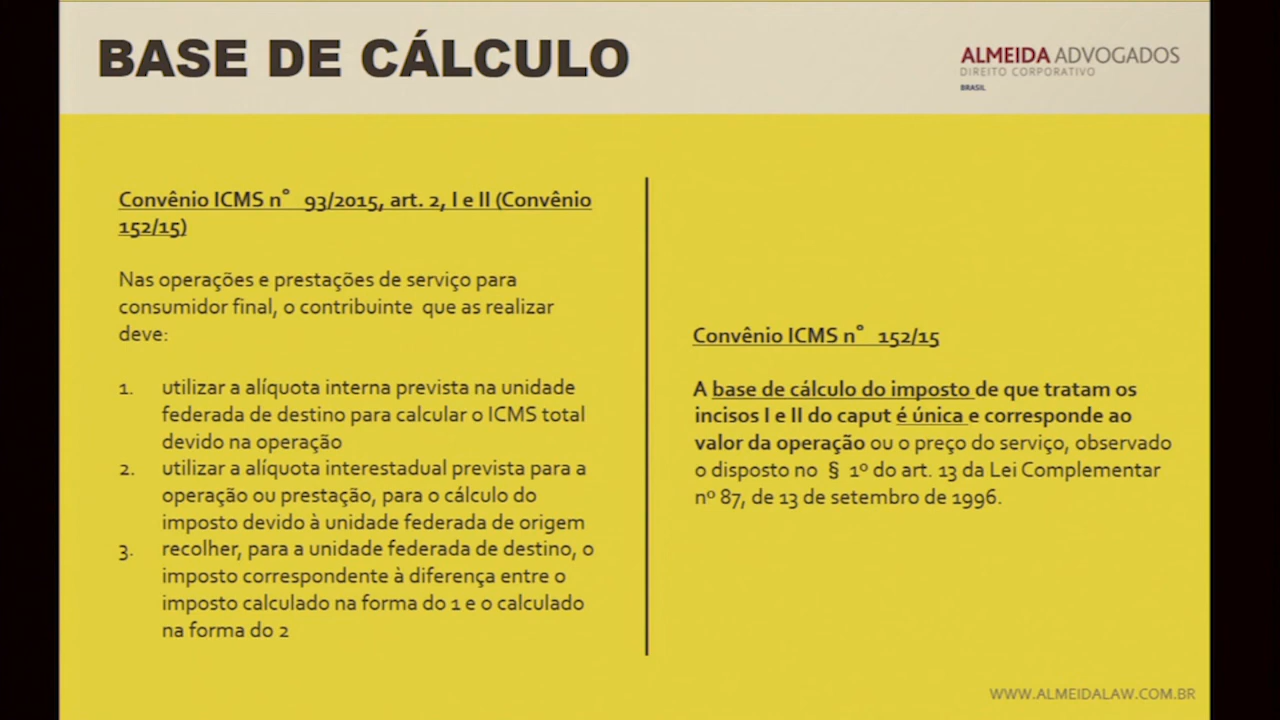 BASE DE CÁLCULO
ALMEIDA ADVOGADOS
DIREITO CORPORATIVO
BRASIL
Convênio ICMS n° 93/2015, art. 2, I e II (Convênio
152/15)
Nas operações e prestações de serviço para
consumidor final, o contribuinte que as realizar
deve:
1. utilizar a alíquota interna prevista na unidade
federada de destino para calcular o ICMS total
devido na operação
2. utilizar a alíquota interestadual prevista para a
operação ou prestação, para o cálculo do
imposto devido à unidade federada de origem
3. recolher, para a unidade federada de destino, o
imposto correspondente à diferença entre o
imposto calculado na forma do 1 e o calculado
na forma do 2
Convênio ICMS n° 152/15
A base de cálculo do imposto de que tratam os
incisos I e II do caput é única e corresponde ao
valor da operação ou o preço do serviço, observado
o disposto no § 1º do art. 13 da Lei Complementar
nº 87, de 13 de setembro de 1996.
WWW.ALMEIDALAW.COM.BR